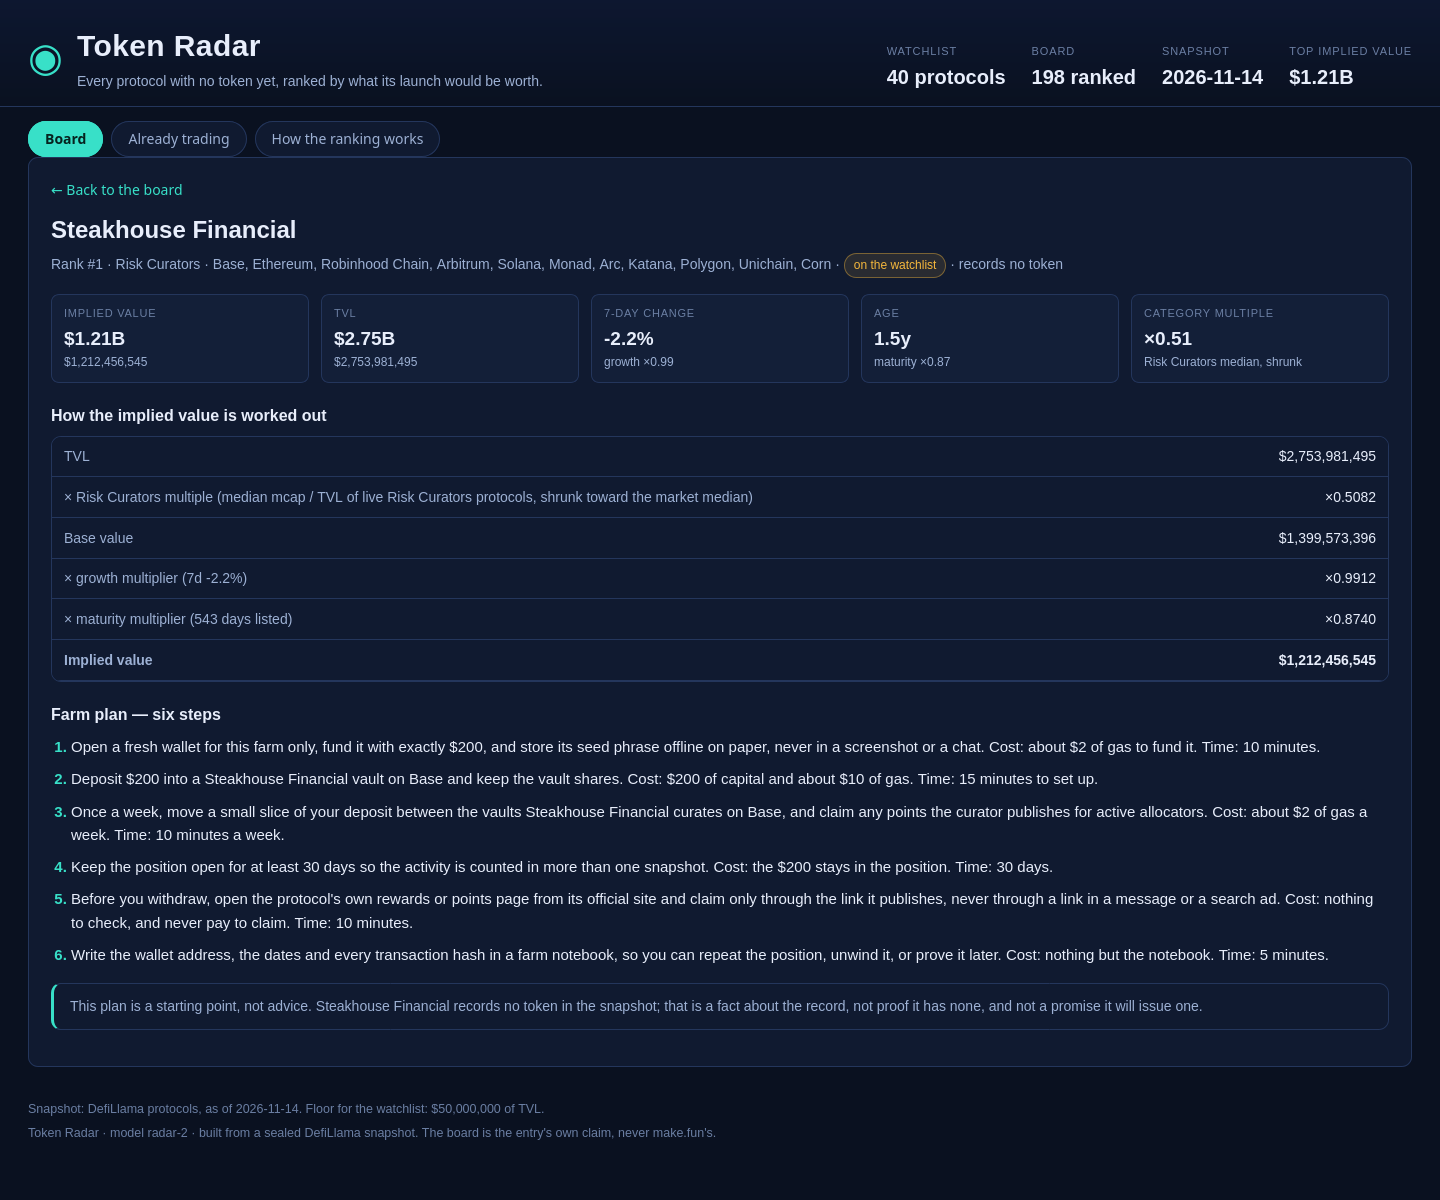 Token Radar
Every protocol with no token yet, ranked by what its launch would be worth.
WATCHLIST
40 protocols
BOARD
198 ranked
SNAPSHOT
2026-11-14
TOP IMPLIED VALUE
$1.21B
Board
Already trading
How the ranking works
← Back to the board
Steakhouse Financial
Rank #1 · Risk Curators · Base, Ethereum, Robinhood Chain, Arbitrum, Solana, Monad, Arc, Katana, Polygon, Unichain, Corn · on the watchlist · records no token
IMPLIED VALUE
$1.21B
$1,212,456,545
TVL
$2.75B
$2,753,981,495
7-DAY CHANGE
-2.2%
growth ×0.99
AGE
1.5y
maturity ×0.87
CATEGORY MULTIPLE
×0.51
Risk Curators median, shrunk
How the implied value is worked out
TVL $2,753,981,495
× Risk Curators multiple (median mcap / TVL of live Risk Curators protocols, shrunk toward the market median) ×0.5082
Base value $1,399,573,396
× growth multiplier (7d -2.2%) ×0.9912
× maturity multiplier (543 days listed) ×0.8740
Implied value $1,212,456,545
Farm plan — six steps
1. Open a fresh wallet for this farm only, fund it with exactly $200, and store its seed phrase offline on paper, never in a screenshot or a chat. Cost: about $2 of gas to fund it. Time: 10 minutes.
2. Deposit $200 into a Steakhouse Financial vault on Base and keep the vault shares. Cost: $200 of capital and about $10 of gas. Time: 15 minutes to set up.
3. Once a week, move a small slice of your deposit between the vaults Steakhouse Financial curates on Base, and claim any points the curator publishes for active allocators. Cost: about $2 of gas a
week. Time: 10 minutes a week.
4. Keep the position open for at least 30 days so the activity is counted in more than one snapshot. Cost: the $200 stays in the position. Time: 30 days.
5. Before you withdraw, open the protocol's own rewards or points page from its official site and claim only through the link it publishes, never through a link in a message or a search ad. Cost: nothing
to check, and never pay to claim. Time: 10 minutes.
6. Write the wallet address, the dates and every transaction hash in a farm notebook, so you can repeat the position, unwind it, or prove it later. Cost: nothing but the notebook. Time: 5 minutes.
This plan is a starting point, not advice. Steakhouse Financial records no token in the snapshot; that is a fact about the record, not proof it has none, and not a promise it will issue one.
Snapshot: DefiLlama protocols, as of 2026-11-14. Floor for the watchlist: $50,000,000 of TVL.
Token Radar · model radar-2 · built from a sealed DefiLlama snapshot. The board is the entry's own claim, never make.fun's.